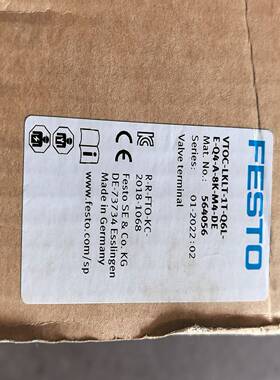 FESTO
VTOC-LKLT-1T-Q6L-
E-Q4-A-8K-M4-DE
Mat. No.: 564056
Series: 01-2022:02
Valve terminal
R-R-FTO-KC-
2018-1068
Festo SE & Co. KG
DE-73734 Esslingen
Made in Germany
www.festo.com/sp